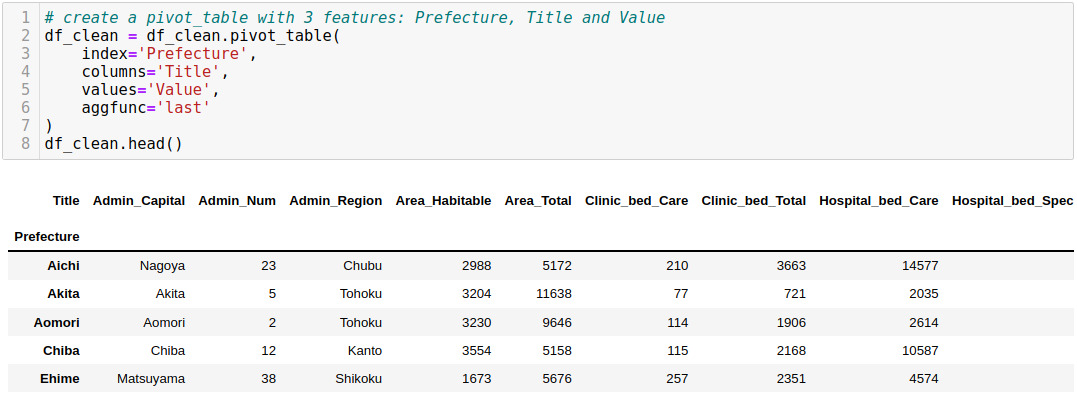 1 # create a pivot_table with 3 features: Prefecture, Title and Value
2 df_clean = df_clean.pivot_table(
3     index='Prefecture',
4     columns='Title',
5     values='Value',
6     aggfunc='last'
7 )
8 df_clean.head()
Title Admin_Capital Admin_Num Admin_Region Area_Habitable Area_Total Clinic_bed_Care Clinic_bed_Total Hospital_bed_Care Hospital_bed_Spec
Prefecture
Aichi Nagoya 23 Chubu 2988 5172 210 3663 14577
Akita Akita 5 Tohoku 3204 11638 77 721 2035
Aomori Aomori 2 Tohoku 3230 9646 114 1906 2614
Chiba Chiba 12 Kanto 3554 5158 115 2168 10587
Ehime Matsuyama 38 Shikoku 1673 5676 257 2351 4574